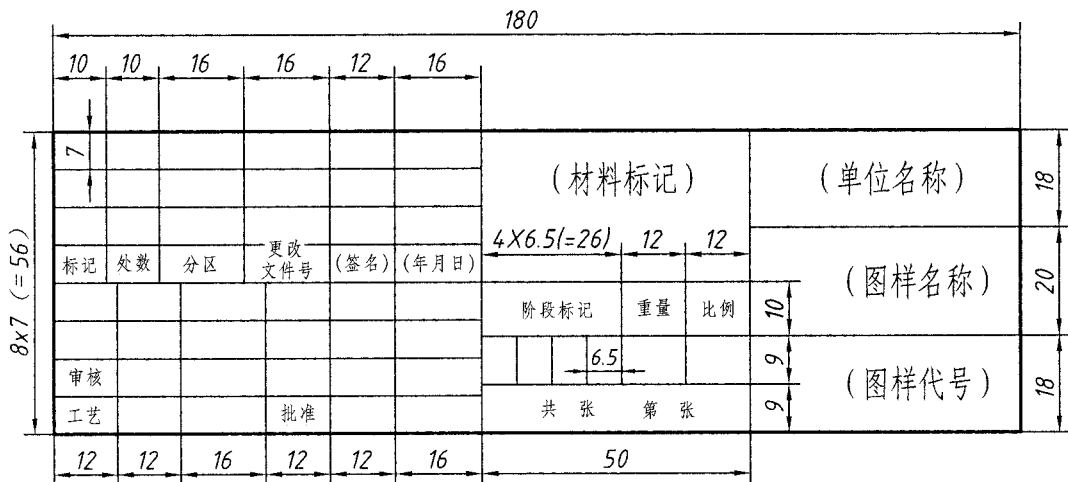 180
10 10 16 16 12 16
7
(材料标记)
(单位名称)
18
4X6.5(=26) 12 12
8x7 (=56)
标记 处数 分区 更改文件号 (签名) (年月日)
(图样名称)
20
阶段标记 重量 比例
10
6.5
9
审核
(图样代号)
18
工艺 批准
共 张 第 张
9
12 12 16 12 12 16 50